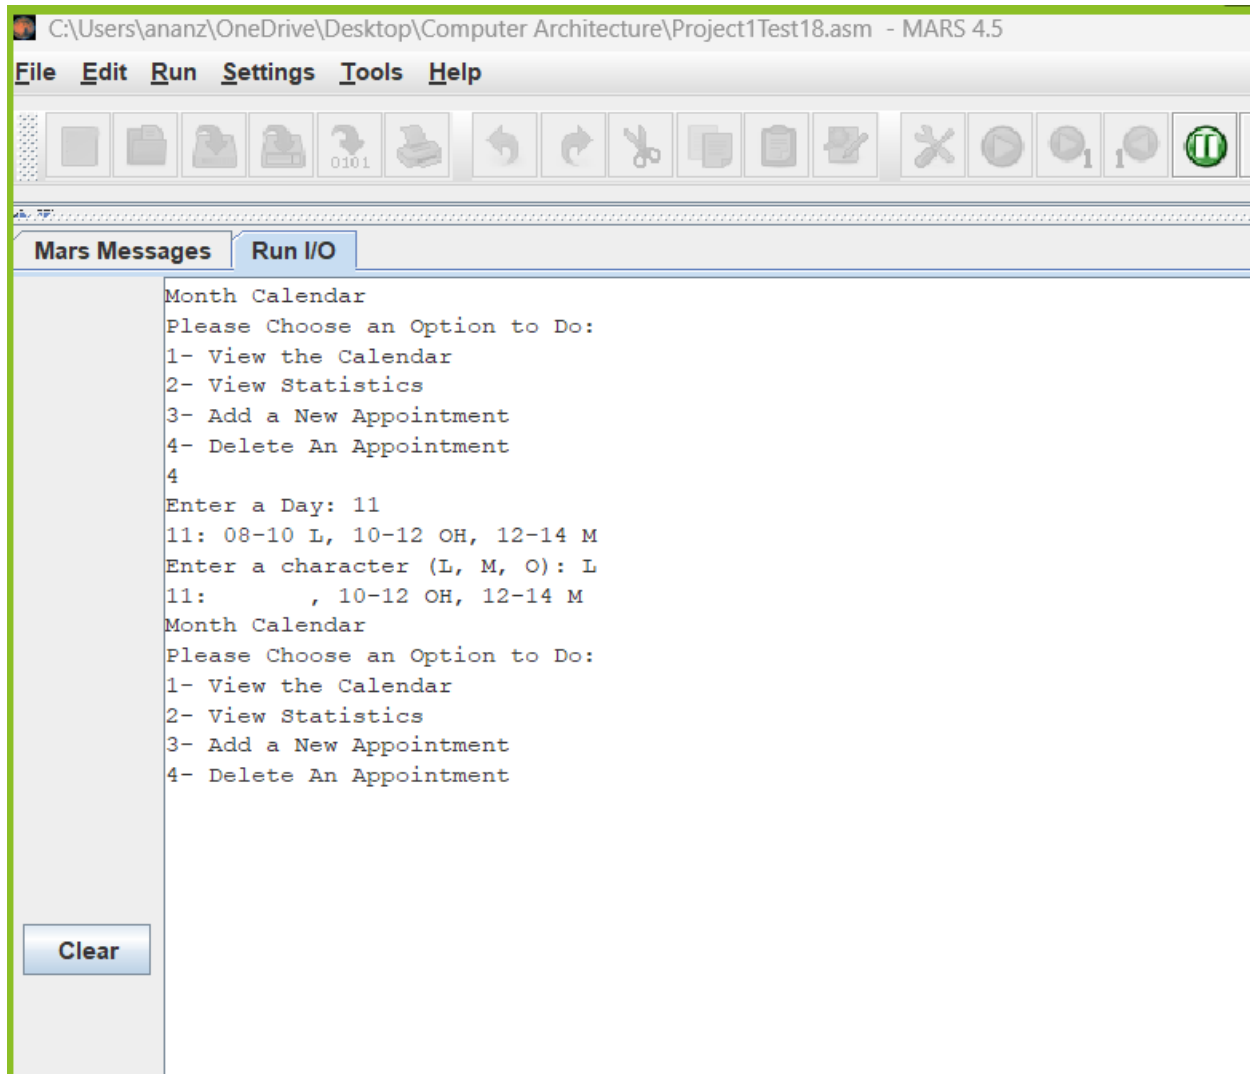 C:\Users\ananz\OneDrive\Desktop\Computer Architecture\Project1Test18.asm - MARS 4.5
File Edit Run Settings Tools Help
0101 1 1
Mars Messages Run I/O
Month Calendar
Please Choose an Option to Do:
1- View the Calendar
2- View Statistics
3- Add a New Appointment
4- Delete An Appointment
4
Enter a Day: 11
11: 08-10 L, 10-12 OH, 12-14 M
Enter a character (L, M, O): L
11:       , 10-12 OH, 12-14 M
Month Calendar
Please Choose an Option to Do:
1- View the Calendar
2- View Statistics
3- Add a New Appointment
4- Delete An Appointment
Clear